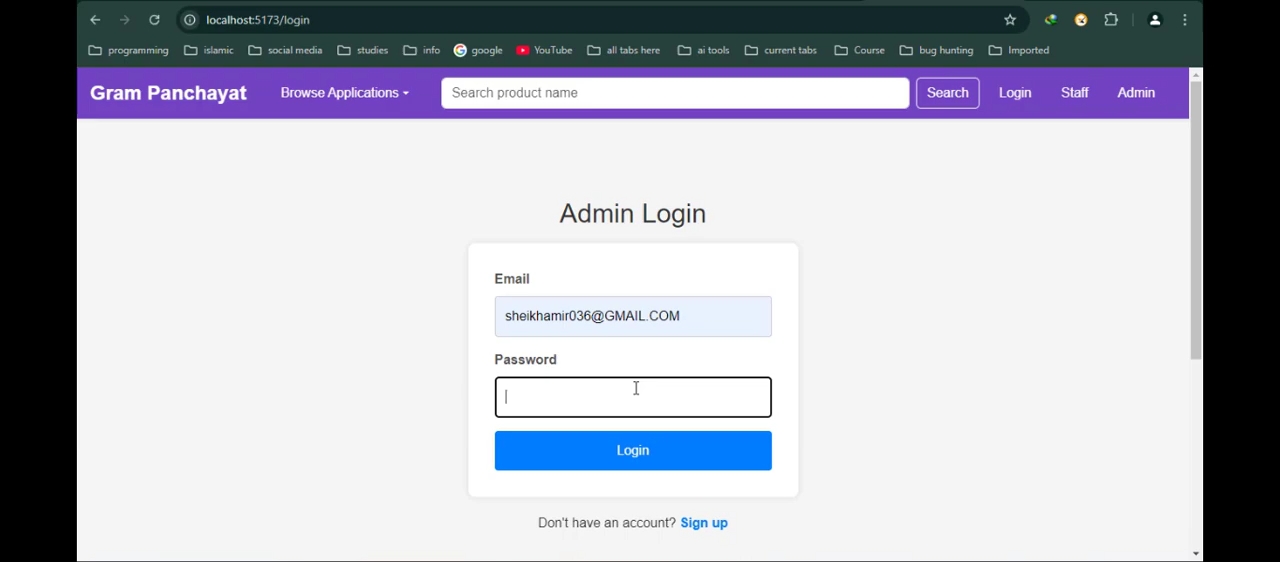 localhost:5173/login
programming islamic social media studies info google YouTube all tabs here ai tools current tabs Course bug hunting Imported
Gram Panchayat Browse Applications Search product name Search Login Staff Admin
Admin Login
Email
sheikhamir036@GMAIL.COM
Password
Login
Don't have an account? Sign up